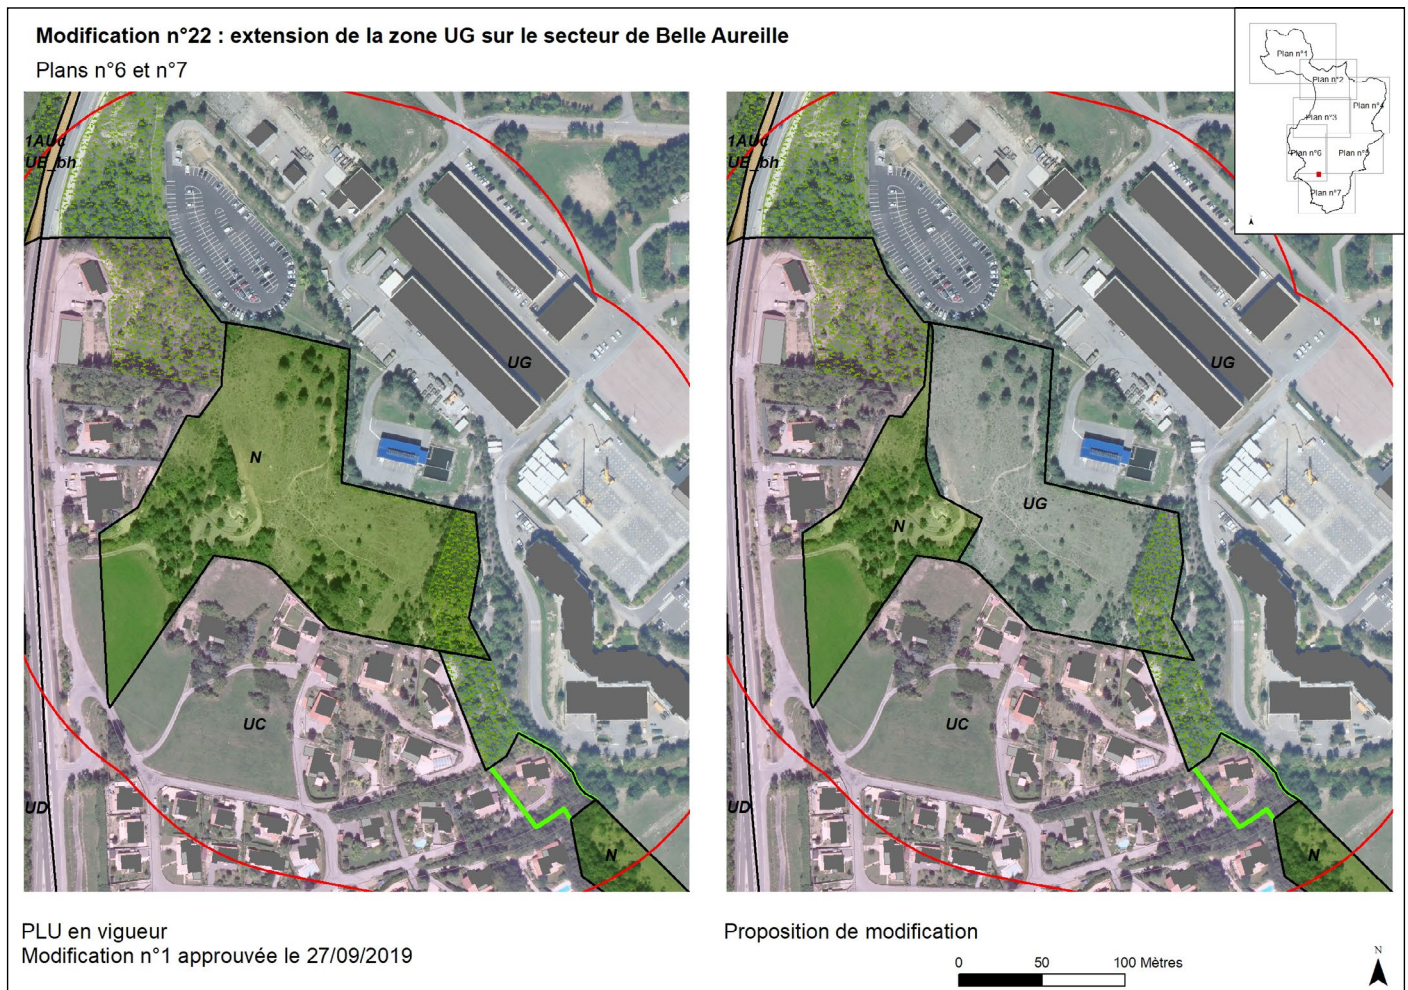 Modification n°22 : extension de la zone UG sur le secteur de Belle Aureille
Plans n°6 et n°7
Plan n°1
Plan n°2
Plan n°4
Plan n°3
Plan n°6
Plan n°5
Plan n°7
1AUc
UE_bh
UG
N
UC
UD
N
1AUc
UE_bh
UG
UG
N
UC
UD
N
PLU en vigueur
Modification n°1 approuvée le 27/09/2019
Proposition de modification
0 50 100 Mètres
N